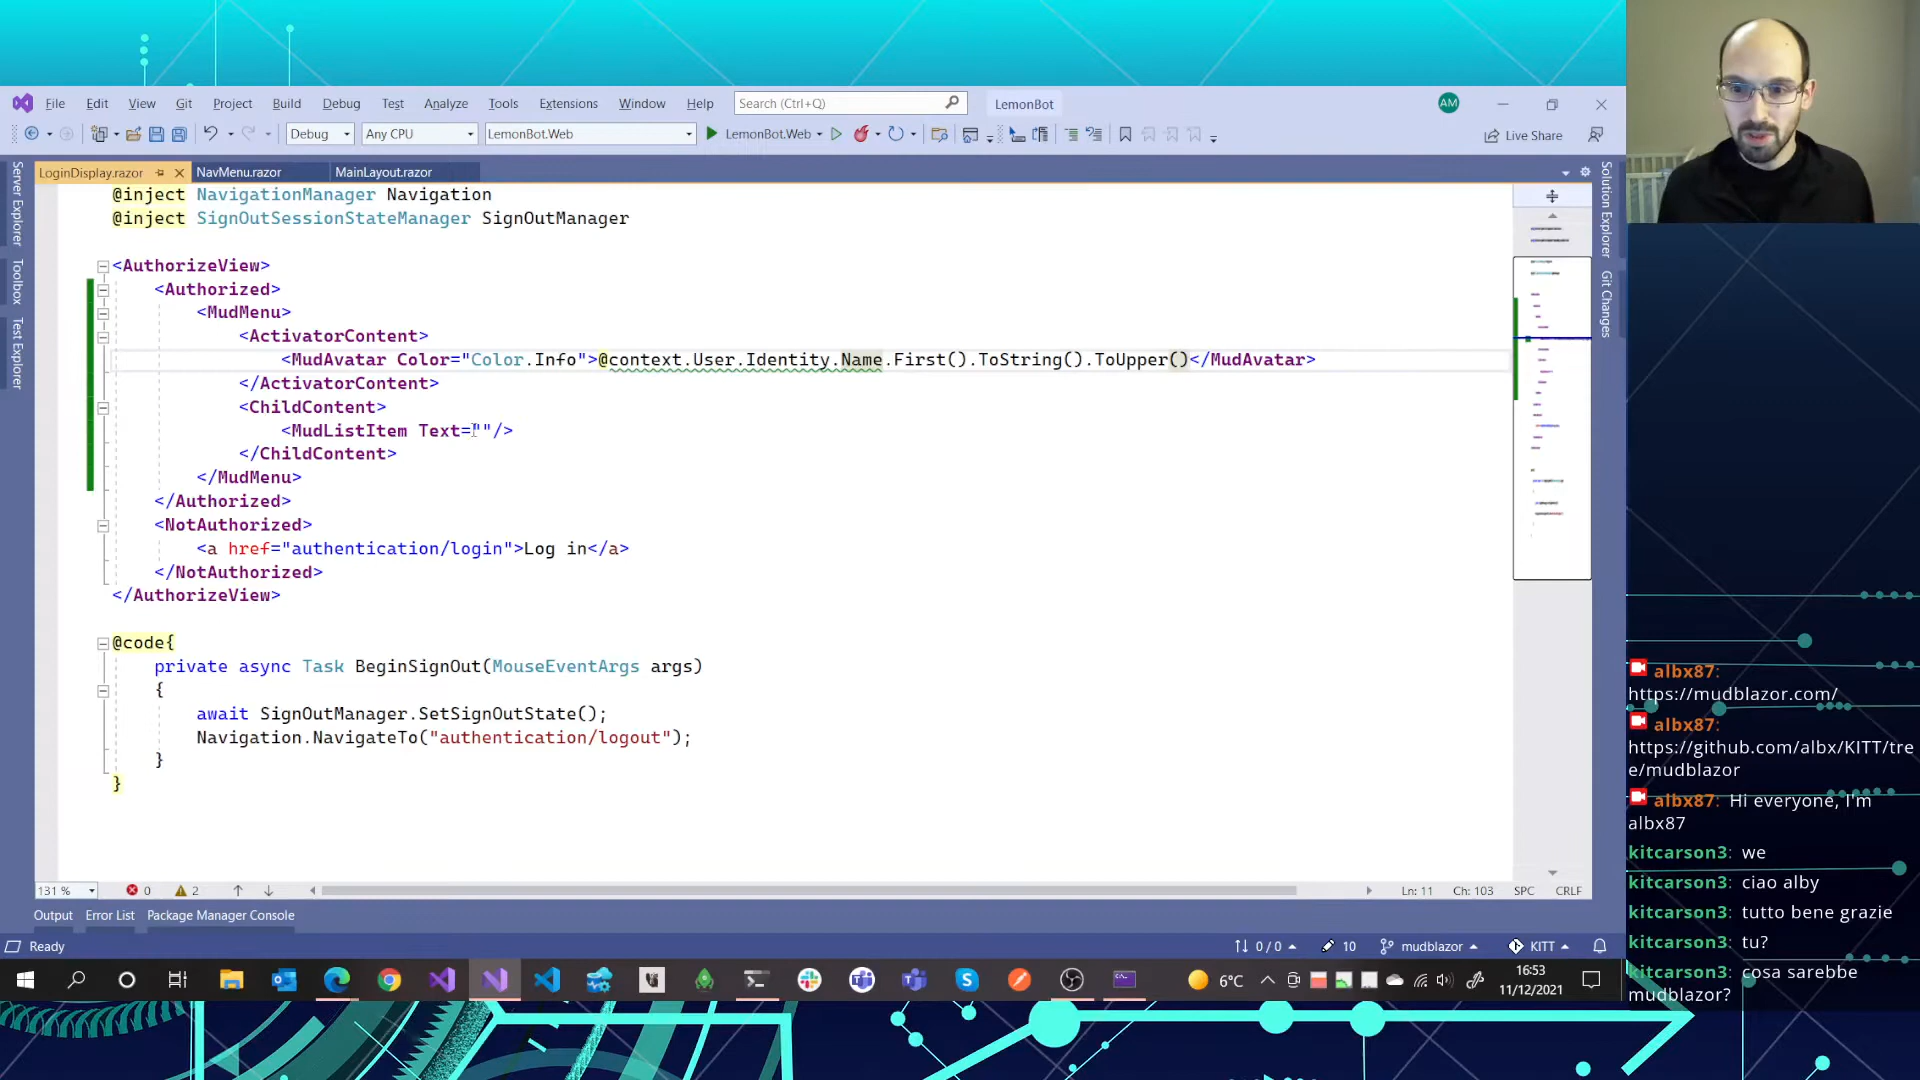 File Edit View Git Project Build Debug Test Analyze Tools Extensions Window Help Search (Ctrl+Q) LemonBot AM
Debug Any CPU LemonBot.Web LemonBot.Web Live Share
LoginDisplay.razor NavMenu.razor MainLayout.razor
Server Explorer
Toolbox
Test Explorer
@inject NavigationManager Navigation
@inject SignOutSessionStateManager SignOutManager
<AuthorizeView>
<Authorized>
<MudMenu>
<ActivatorContent>
<MudAvatar Color="Color.Info">@context.User.Identity.Name.First().ToString().ToUpper()</MudAvatar>
</ActivatorContent>
<ChildContent>
<MudListItem Text=""/>
</ChildContent>
</MudMenu>
</Authorized>
<NotAuthorized>
<a href="authentication/login">Log in</a>
</NotAuthorized>
</AuthorizeView>
@code{
private async Task BeginSignOut(MouseEventArgs args)
{
await SignOutManager.SetSignOutState();
Navigation.NavigateTo("authentication/logout");
}
}
Solution Explorer
Git Changes
131 % 0 2 Ln: 11 Ch: 103 SPC CRLF
Output Error List Package Manager Console
Ready 0 / 0 10 mudblazor KITT
6°C 16:53
11/12/2021
albx87:
https://mudblazor.com/
albx87:
https://github.com/albx/KITT/tre
e/mudblazor
albx87: Hi everyone, I'm
albx87
kitcarson3: we
kitcarson3: ciao alby
kitcarson3: tutto bene grazie
kitcarson3: tu?
kitcarson3: cosa sarebbe
mudblazor?